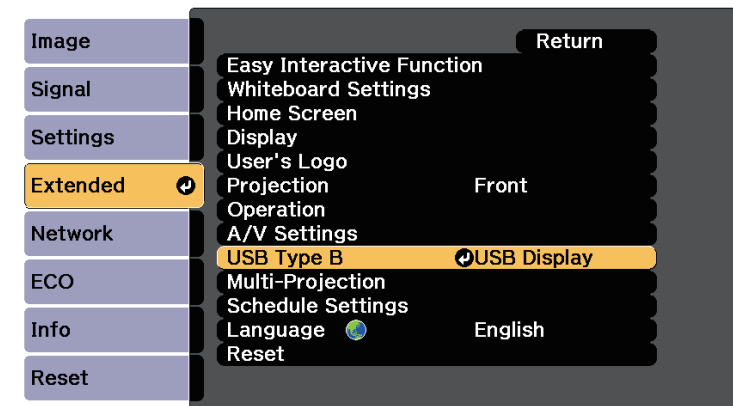 Image
Signal
Settings
Extended
Network
ECO
Info
Reset
Return
Easy Interactive Function
Whiteboard Settings
Home Screen
Display
User's Logo
Projection Front
Operation
A/V Settings
USB Type B USB Display
Multi-Projection
Schedule Settings
Language English
Reset